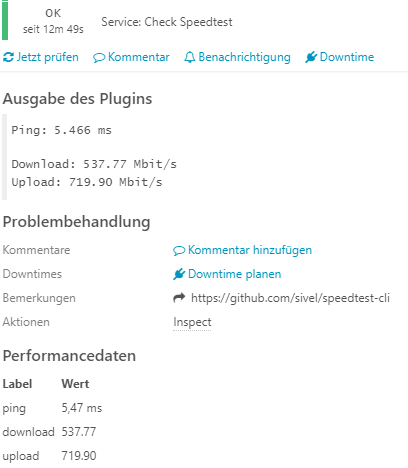 OK
seit 12m 49s
Service: Check Speedtest
Jetzt prüfen Kommentar Benachrichtigung Downtime
Ausgabe des Plugins
Ping: 5.466 ms
Download: 537.77 Mbit/s
Upload: 719.90 Mbit/s
Problembehandlung
Kommentare Kommentar hinzufügen
Downtimes Downtime planen
Bemerkungen https://github.com/sivel/speedtest-cli
Aktionen Inspect
Performancedaten
Label Wert
ping 5,47 ms
download 537.77
upload 719.90